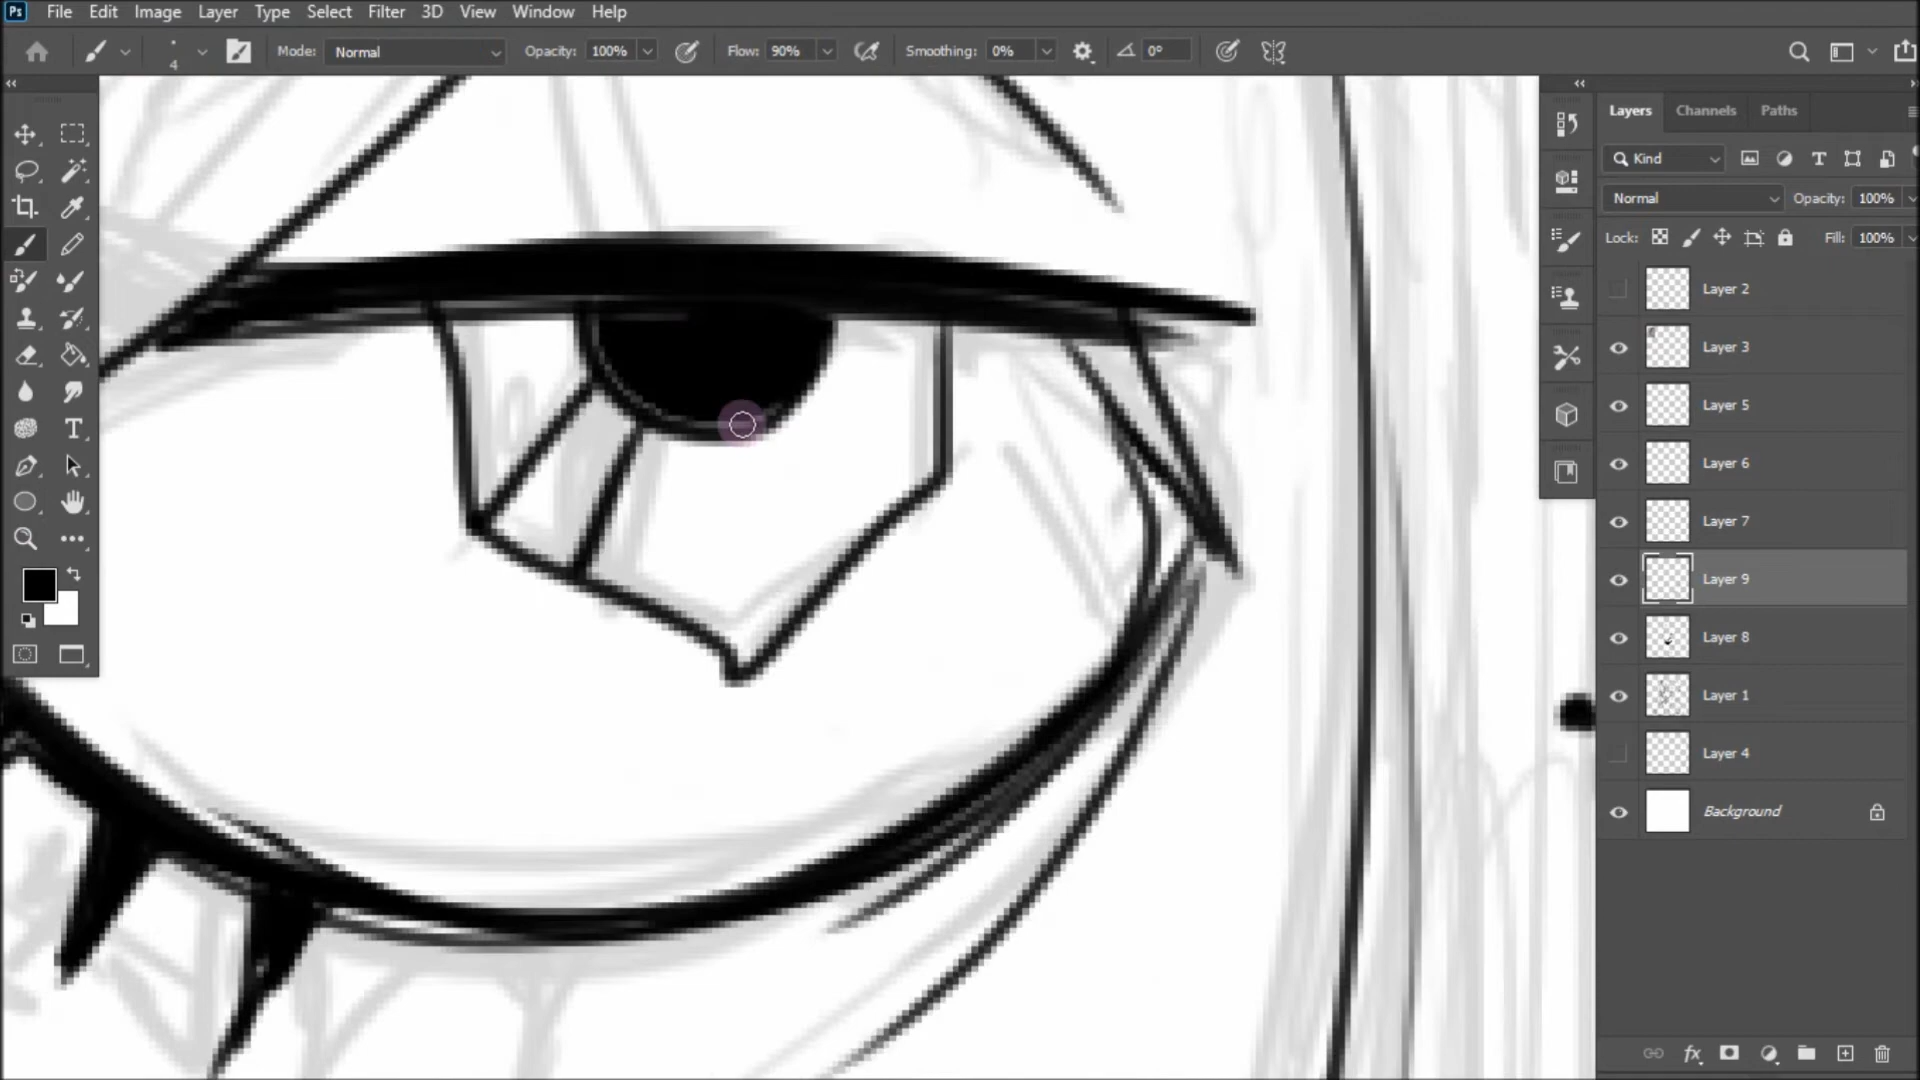 Ps File Edit Image Layer Type Select Filter 3D View Window Help
4 Mode: Normal Opacity: 100% Flow: 90% Smoothing: 0% 0°
Layers Channels Paths
Kind
Normal Opacity: 100%
Lock: Fill: 100%
Layer 2
Layer 3
Layer 5
Layer 6
Layer 7
Layer 9
Layer 8
Layer 1
Layer 4
Background
fx